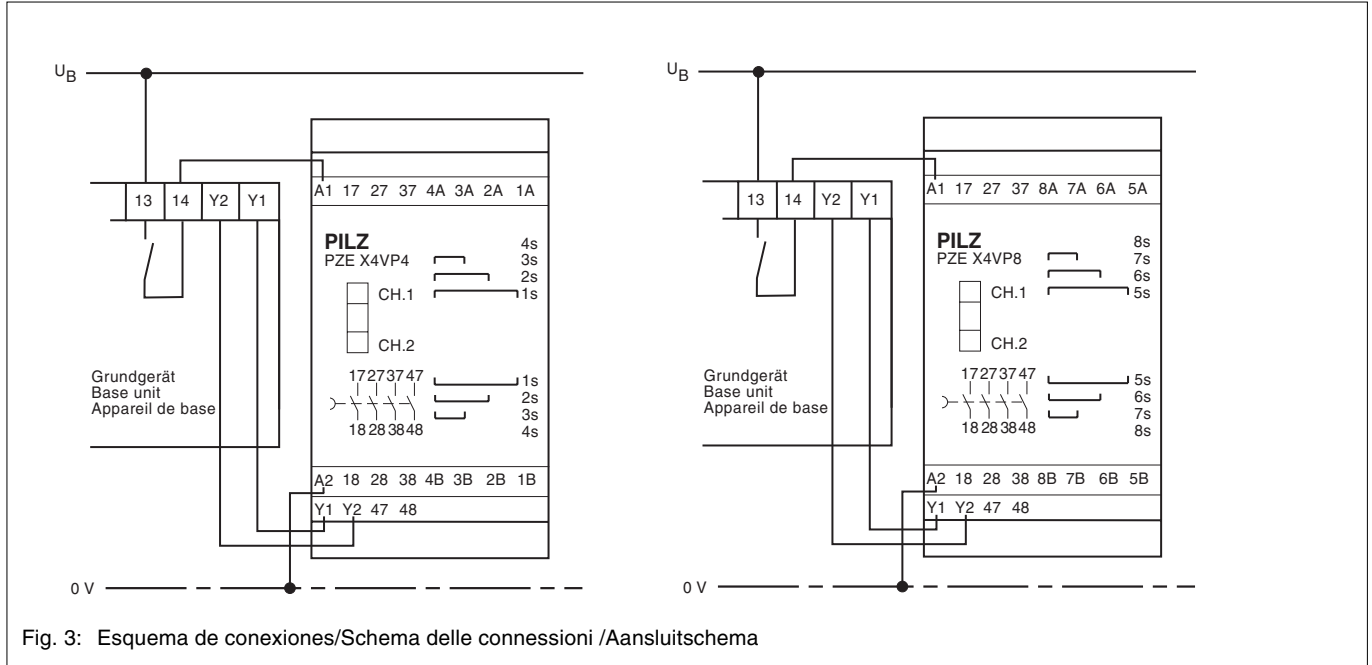 U_B
A1 17 27 37 4A 3A 2A 1A
13 14 Y2 Y1
PILZ
PZE X4VP4
4s
3s
2s
1s
CH.1
CH.2
Grundgerät
Base unit
Appareil de base
17 27 37 47
18 28 38 48
1s
2s
3s
4s
A2 18 28 38 4B 3B 2B 1B
Y1 Y2 47 48
0 V
U_B
A1 17 27 37 8A 7A 6A 5A
13 14 Y2 Y1
PILZ
PZE X4VP8
8s
7s
6s
5s
CH.1
CH.2
Grundgerät
Base unit
Appareil de base
17 27 37 47
18 28 38 48
5s
6s
7s
8s
A2 18 28 38 8B 7B 6B 5B
Y1 Y2 47 48
0 V
Fig. 3: Esquema de conexiones/Schema delle connessioni /Aansluitschema